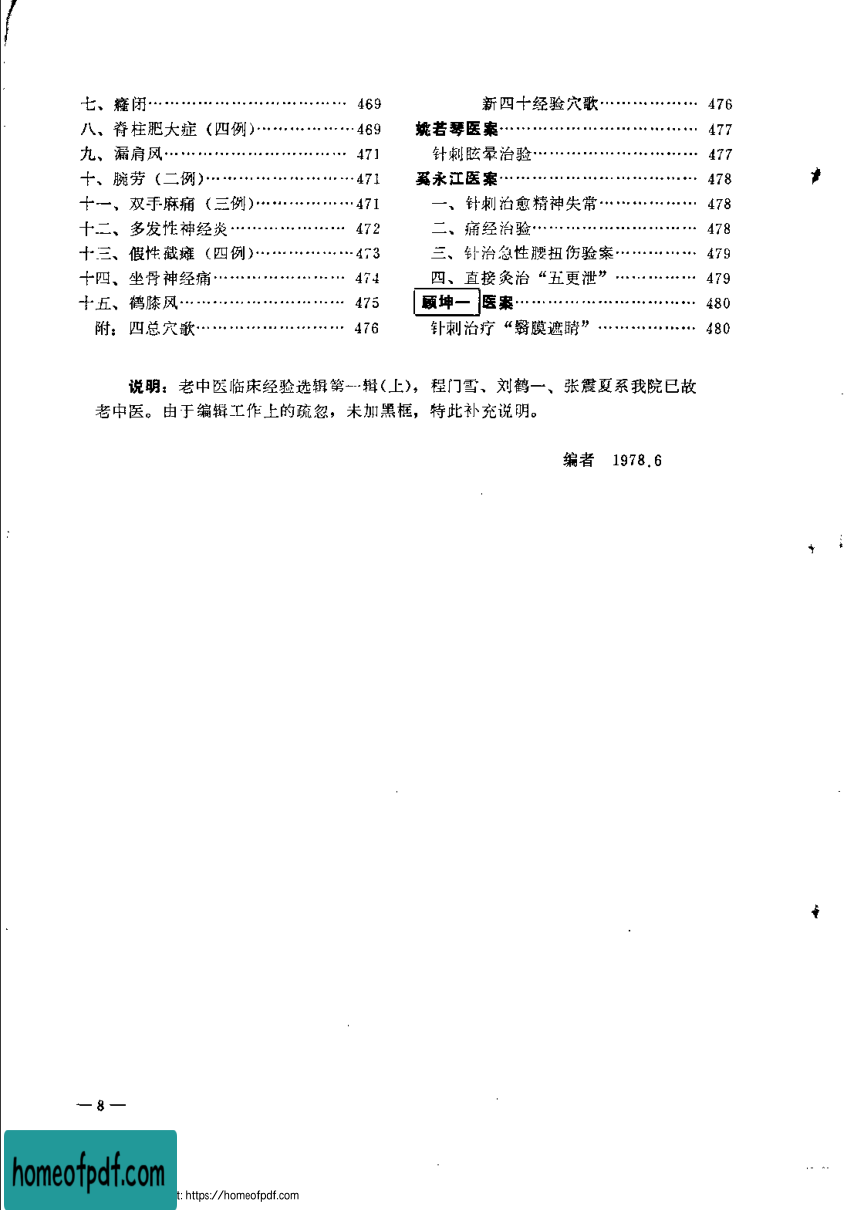 七、癃闭……………………………… 469
八、脊柱肥大症（四例）………………469
九、漏肩风…………………………… 471
十、腕劳（二例）………………………471
十一、双手麻痛（三例）………………471
十二、多发性神经炎………………… 472
十三、假性截瘫（四例）………………473
十四、坐骨神经痛…………………… 474
十五、鹤膝风………………………… 475
附：四总穴歌……………………… 476
新四十经验穴歌……………… 476
姚若琴医案……………………………… 477
针刺眩晕治验………………………… 477
奚永江医案……………………………… 478
一、针刺治愈精神失常……………… 478
二、痛经治验………………………… 478
三、针治急性腰扭伤验案…………… 479
四、直接灸治“五更泄”…………… 479
顾坤一医案…………………………… 480
针刺治疗“翳膜遮睛”……………… 480
说明：老中医临床经验选辑第一辑(上)，程门雪、刘鹤一、张震夏系我院已故
老中医。由于编辑工作上的疏忽，未加黑框，特此补充说明。
编者 1978.6
—8—
homeofpdf.com
t: https://homeofpdf.com